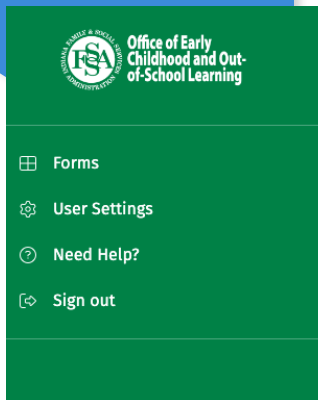 INDIANA FAMILY & SOCIAL SERVICES ADMINISTRATION
FSSA
Office of Early
Childhood and Out-
of-School Learning
Forms
User Settings
Need Help?
Sign out